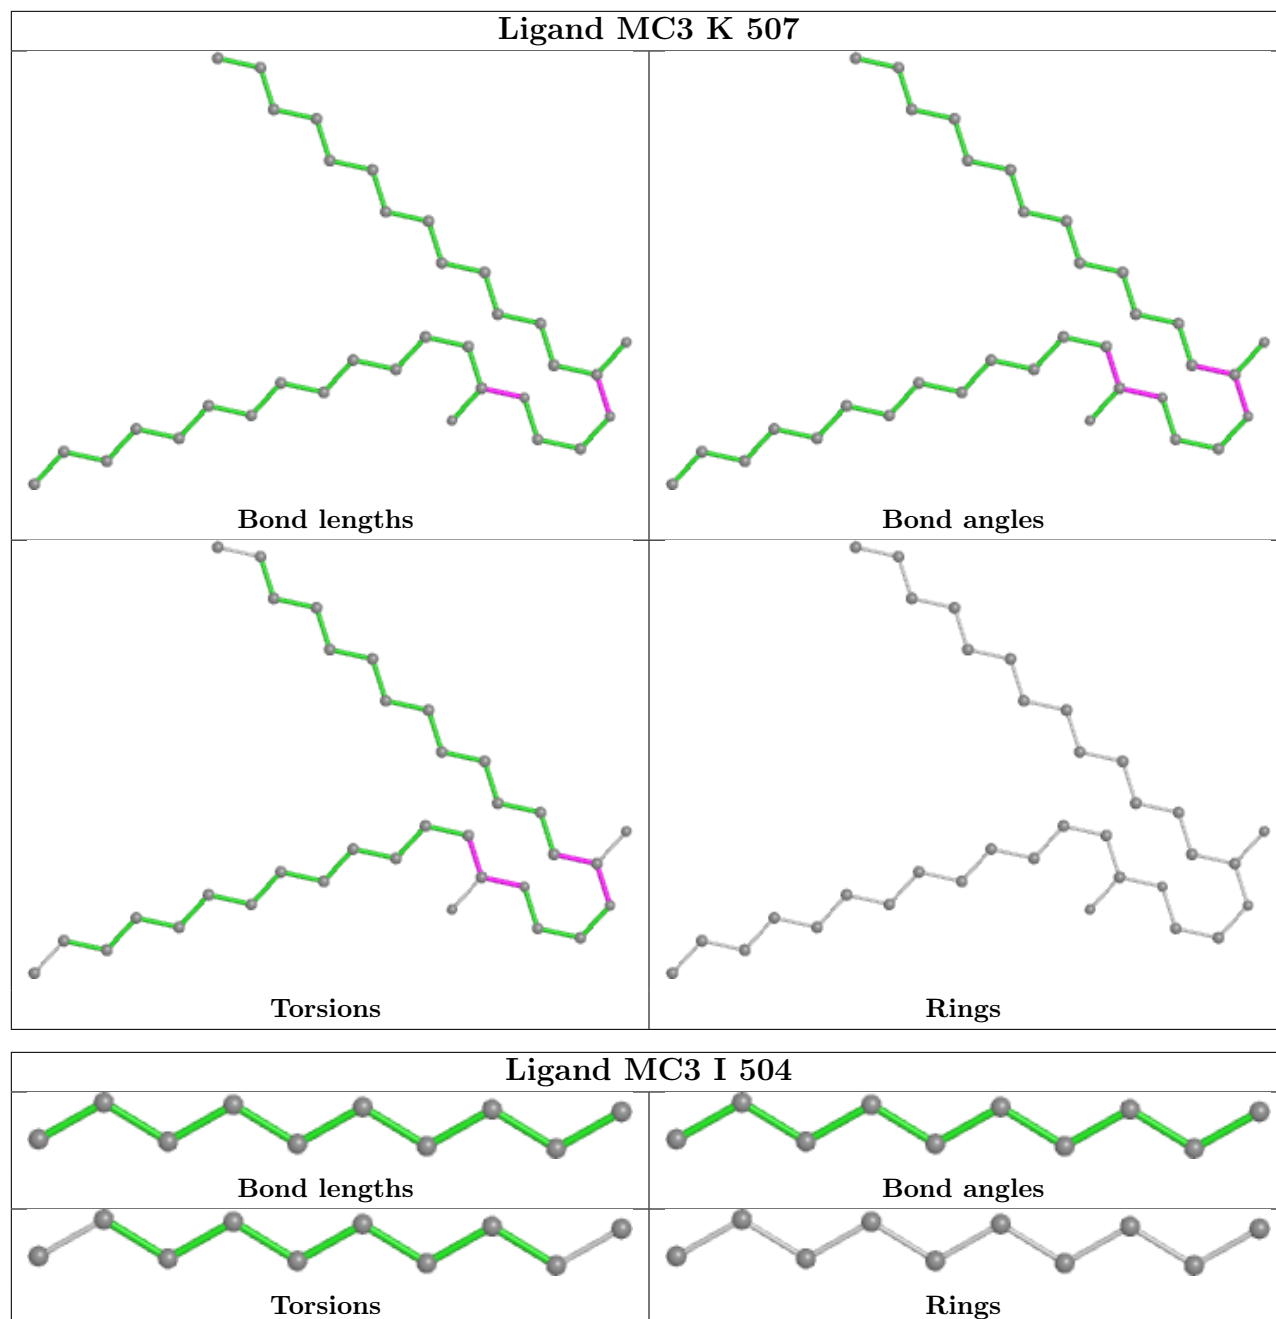 Ligand MC3 K 507
Bond lengths
Bond angles
Torsions
Rings
Ligand MC3 I 504
Bond lengths
Bond angles
Torsions
Rings